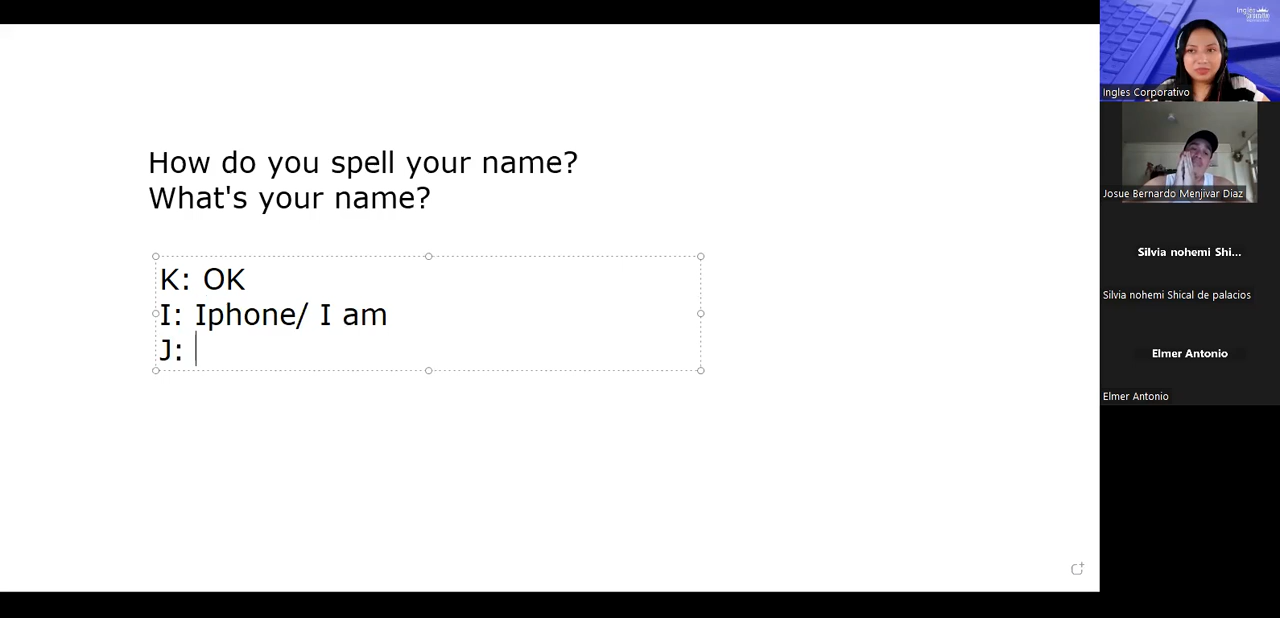 How do you spell your name?
What's your name?
K: OK
I: Iphone/ I am
J:
Ingles Corporativo
Josue Bernardo Menjivar Diaz
Silvia nohemi Shi...
Silvia nohemi Shical de palacios
Elmer Antonio
Elmer Antonio